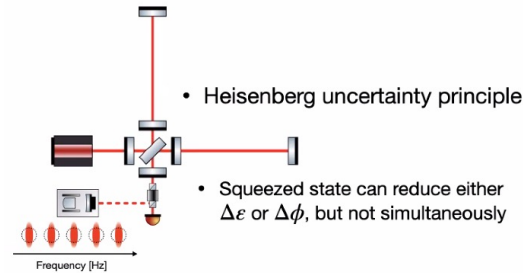 • Heisenberg uncertainty principle
• Squeezed state can reduce either
Δε or Δϕ, but not simultaneously
Frequency [Hz]